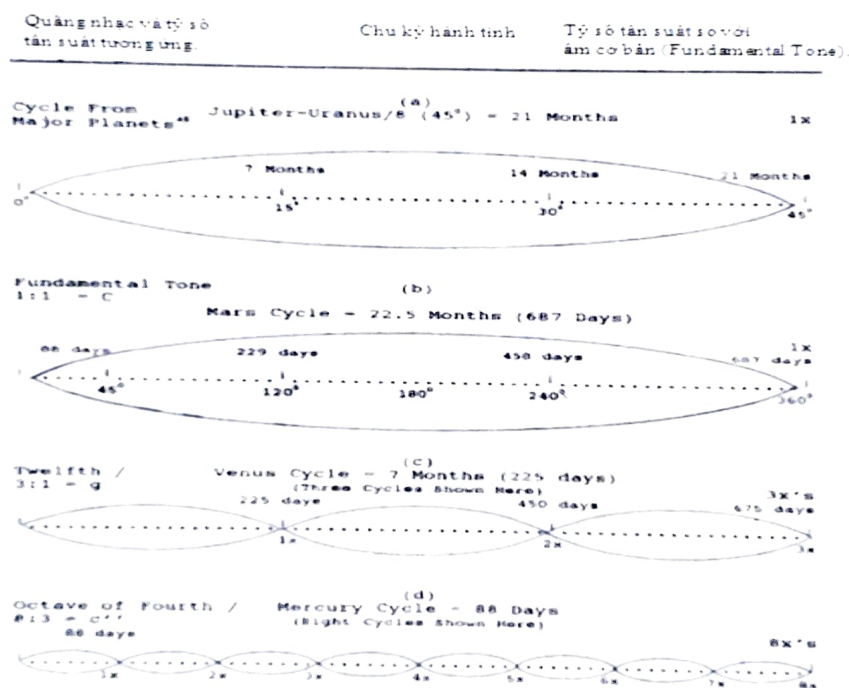 Quãng nhạc và tỷ số
tần suất tương ứng.
Chu kỳ hành tinh
Tỷ số tần suất so với
âm cơ bản (Fundamental Tone).
(a)
Cycle From
Major Planets
Jupiter-Uranus/8 (45°) - 21 Months
1x
7 Months
14 Months
21 Months
0°
15°
30°
45°
Fundamental Tone
1:1 - C
(b)
Mars Cycle - 22.5 Months (687 Days)
1x
88 days
229 days
458 days
687 days
45°
120°
180°
240°
360°
(c)
Twelfth /
3:1 - g
Venus Cycle - 7 Months (225 days)
(Three Cycles Shown Here)
3x's
225 days
450 days
675 days
1x
2x
3x
(d)
Octave of Fourth /
8:3 - C''
Mercury Cycle - 88 Days
(Eight Cycles Shown Here)
88 days
8x's
1x
2x
3x
4x
5x
6x
7x
8x